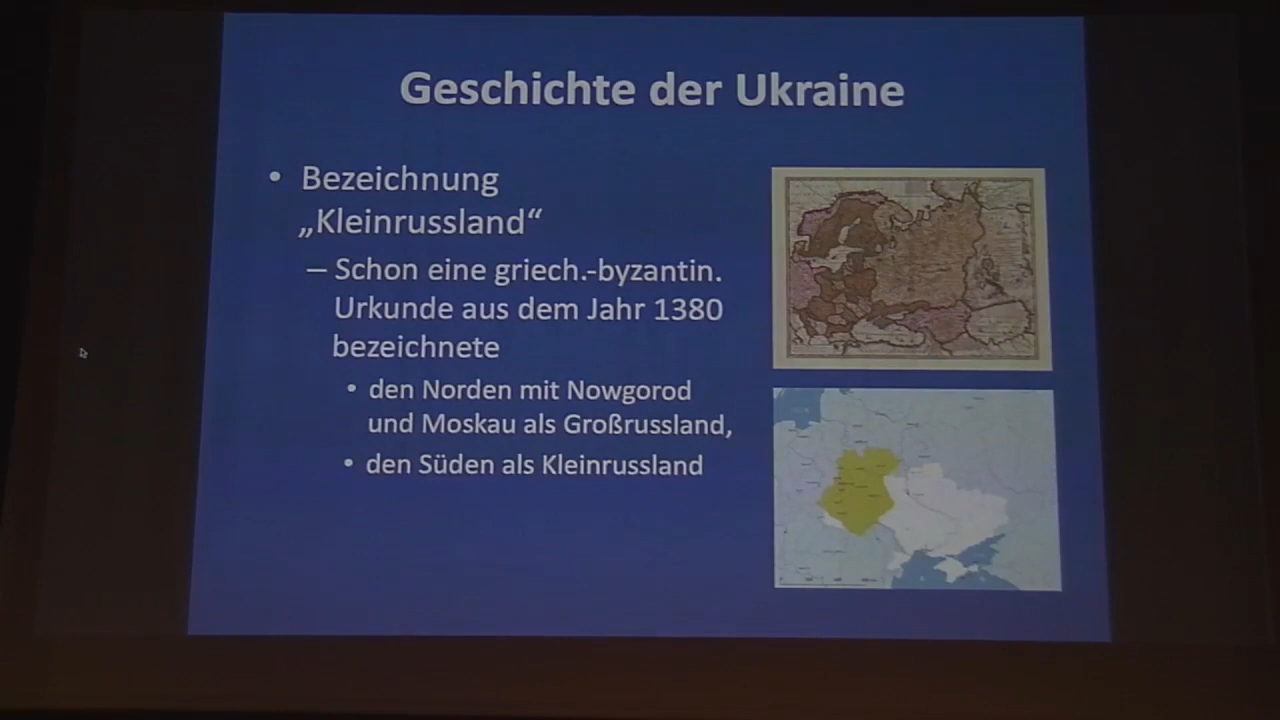 Geschichte der Ukraine
• Bezeichnung
„Kleinrussland“
– Schon eine griech.-byzantin.
Urkunde aus dem Jahr 1380
bezeichnete
• den Norden mit Nowgorod
und Moskau als Großrussland,
• den Süden als Kleinrussland